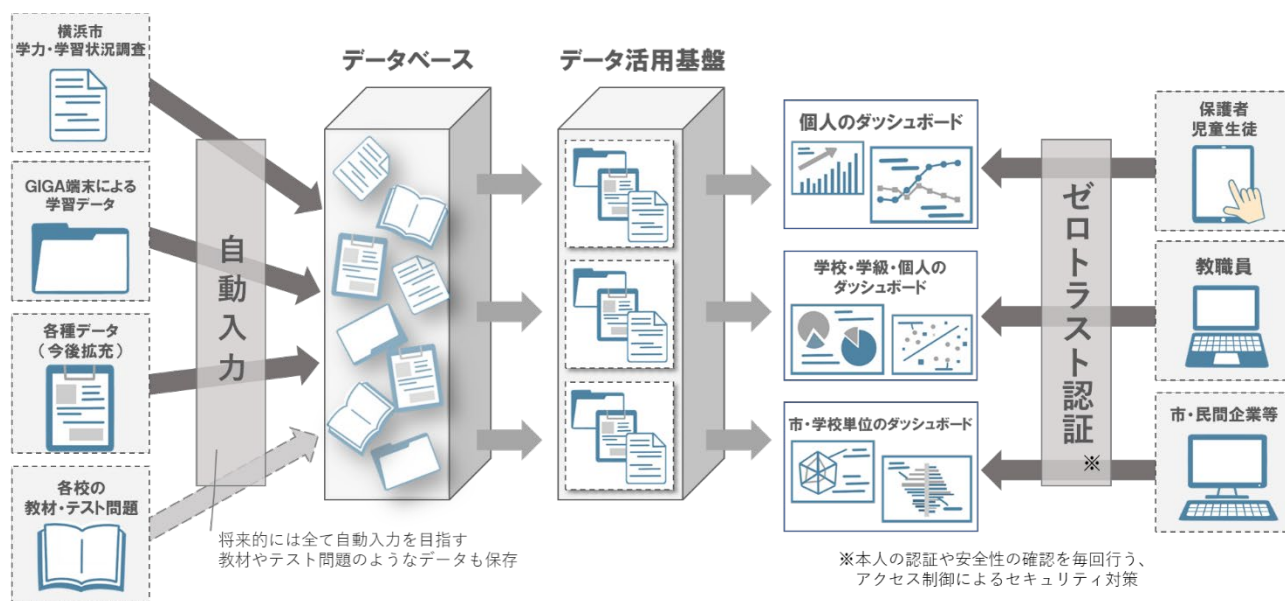 横浜市
学力・学習状況調査
GIGA端末による
学習データ
各種データ
（今後拡充）
各校の
教材・テスト問題
自動入力
将来的には全て自動入力を目指す
教材やテスト問題のようなデータも保存
データベース
データ活用基盤
個人のダッシュボード
学校・学級・個人の
ダッシュボード
市・学校単位のダッシュボード
ゼロトラスト認証
※
保護者
児童生徒
教職員
市・民間企業等
※本人の認証や安全性の確認を毎回行う、
アクセス制御によるセキュリティ対策